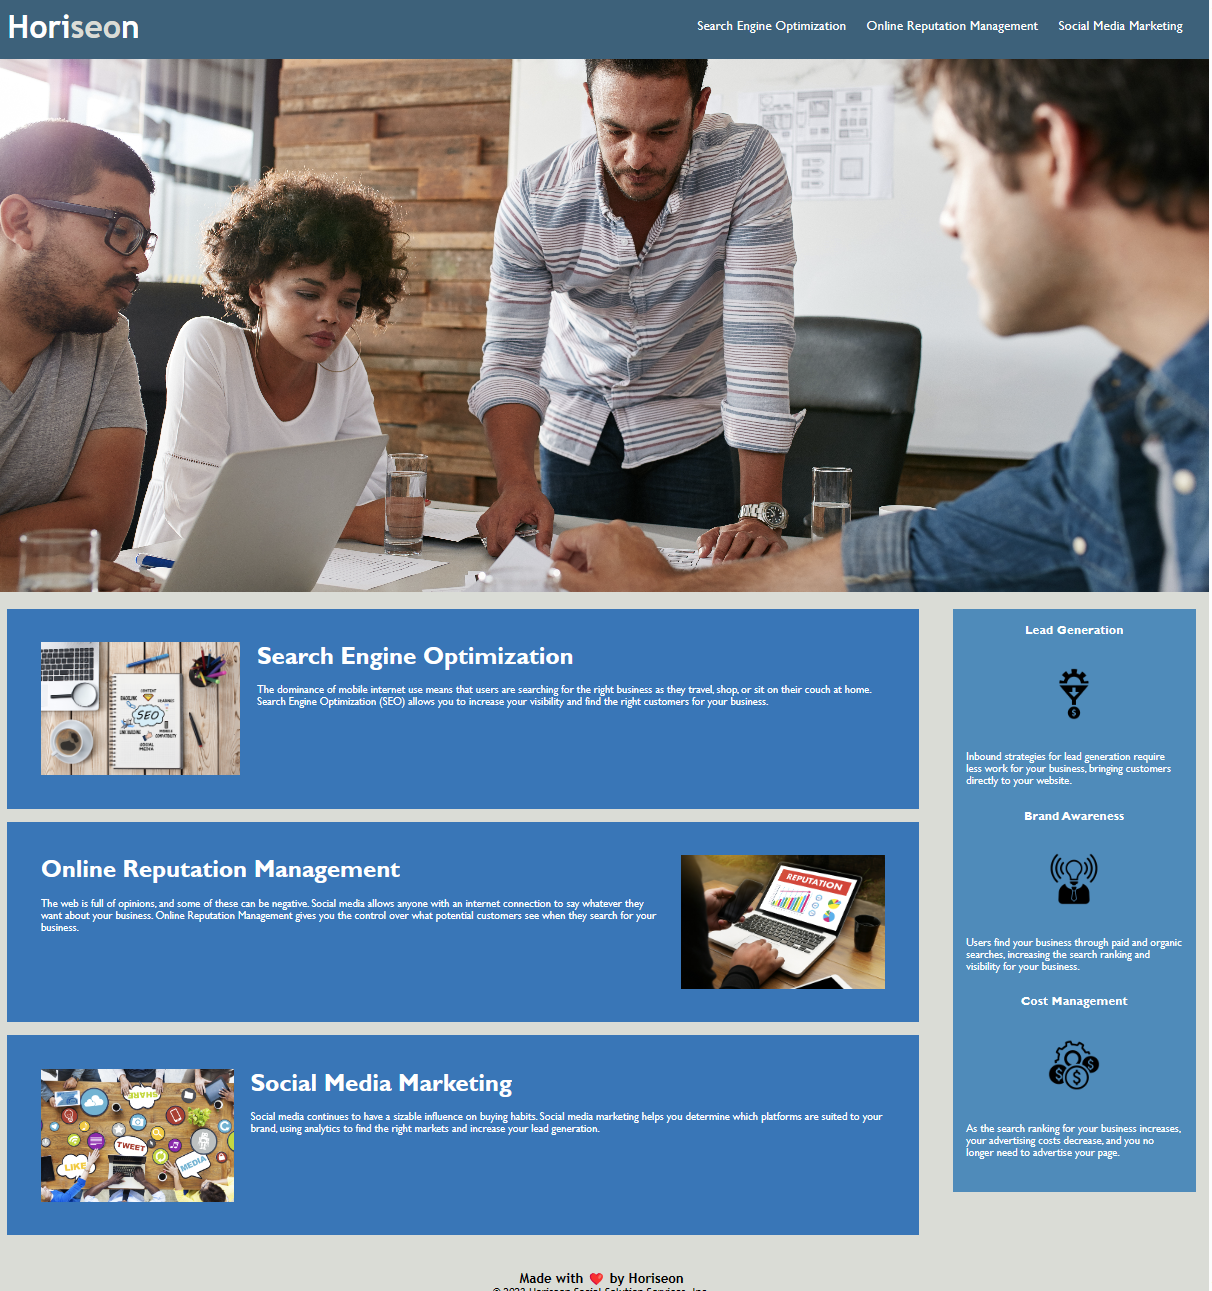 Horiseon
Search Engine Optimization
Online Reputation Management
Social Media Marketing
Search Engine Optimization
The dominance of mobile internet use means that users are searching for the right business as they travel, shop, or sit on their couch at home.
Search Engine Optimization (SEO) allows you to increase your visibility and find the right customers for your business.
CONTENT
BACKLINK
SEO
LINK BUILDING
SOCIAL
MEDIA
Online Reputation Management
The web is full of opinions, and some of these can be negative. Social media allows anyone with an internet connection to say whatever they
want about your business. Online Reputation Management gives you the control over what potential customers see when they search for your
business.
REPUTATION
Social Media Marketing
Social media continues to have a sizable influence on buying habits. Social media marketing helps you determine which platforms are suited to your
brand, using analytics to find the right markets and increase your lead generation.
SHARE
TWEET
LIKE
MEDIA
Lead Generation
$
Inbound strategies for lead generation require
less work for your business, bringing customers
directly to your website.
Brand Awareness
Users find your business through paid and organic
searches, increasing the search ranking and
visibility for your business.
Cost Management
$ $ $
As the search ranking for your business increases,
your advertising costs decrease, and you no
longer need to advertise your page.
Made with ❤️ by Horiseon